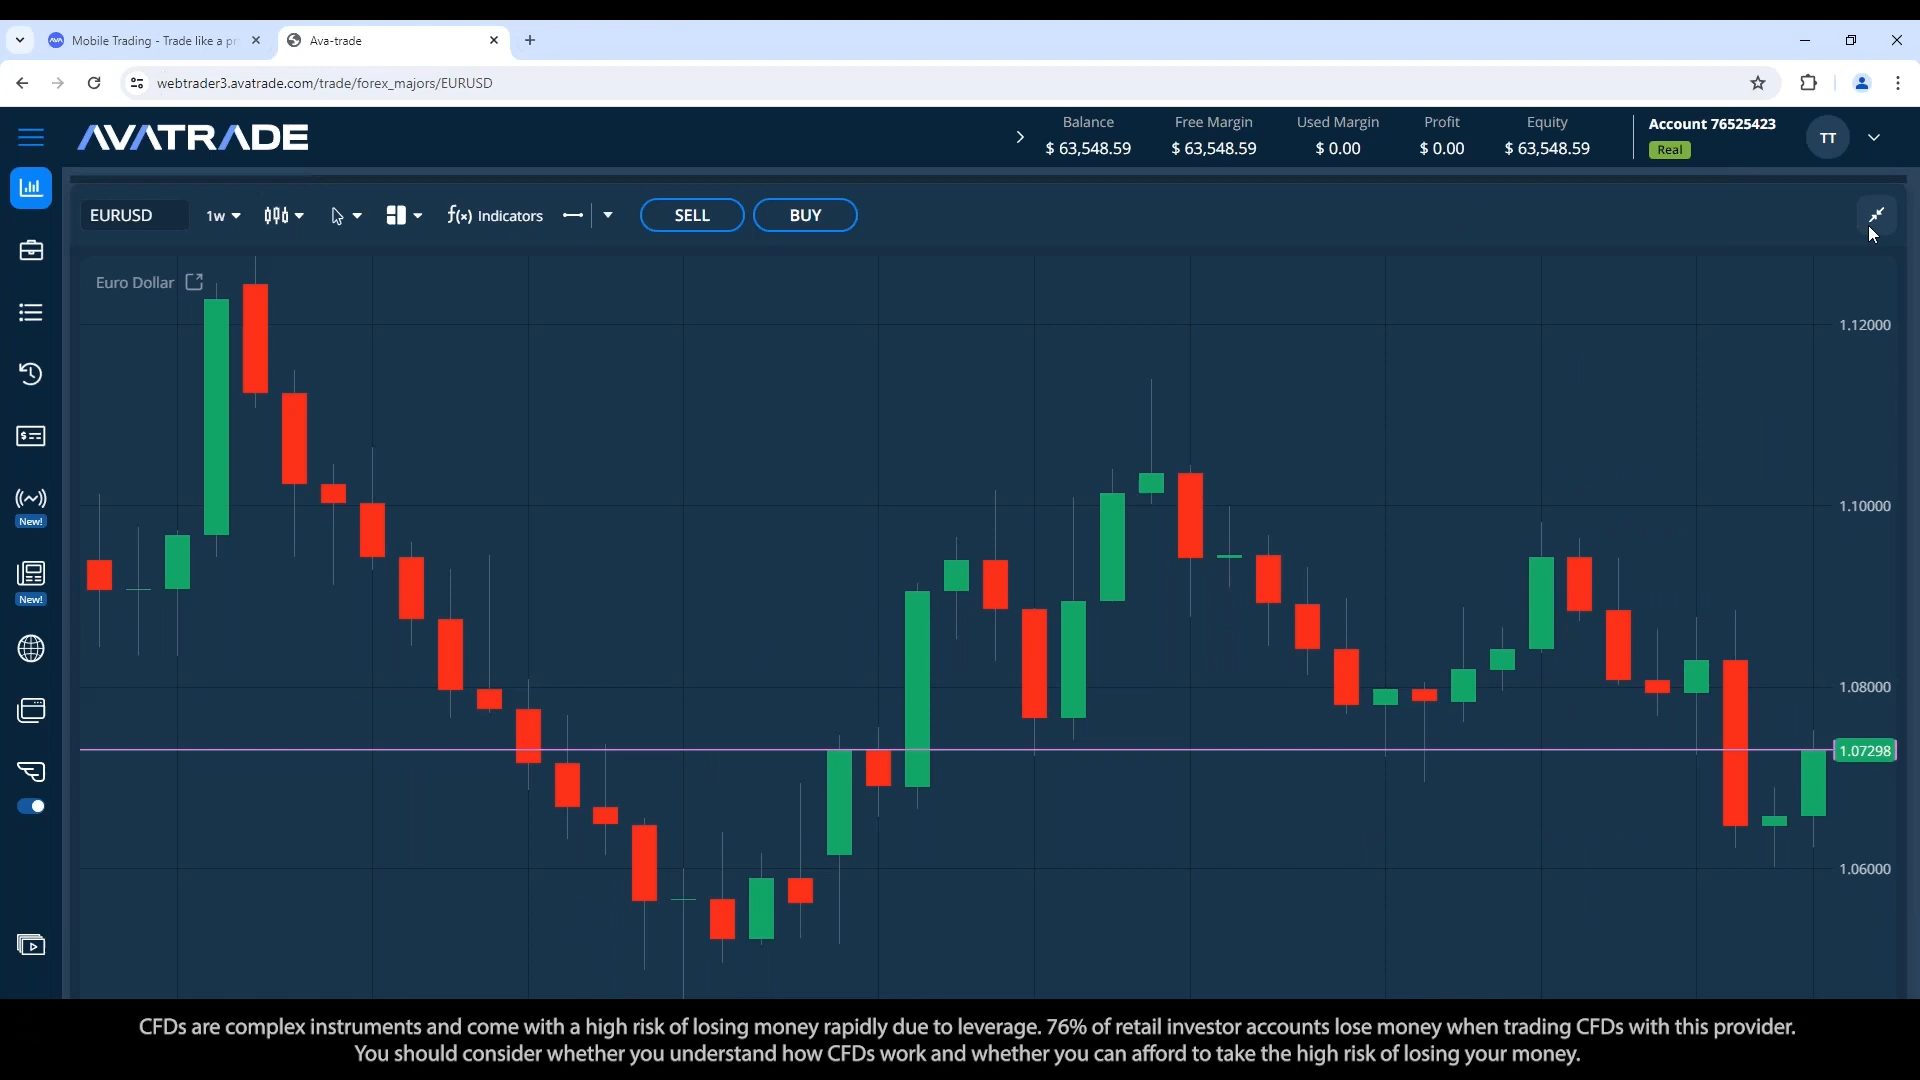 Mobile Trading - Trade like a pr
Ava-trade
webtrader3.avatrade.com/trade/forex_majors/EURUSD
AVATRADE
Balance
$ 63,548.59
Free Margin
$ 63,548.59
Used Margin
$ 0.00
Profit
$ 0.00
Equity
$ 63,548.59
Account 76525423
Real
TT
EURUSD
1w
f(x) Indicators
SELL
BUY
Euro Dollar
New!
New!
1.12000
1.10000
1.08000
1.07298
1.06000
CFDs are complex instruments and come with a high risk of losing money rapidly due to leverage. 76% of retail investor accounts lose money when trading CFDs with this provider.
You should consider whether you understand how CFDs work and whether you can afford to take the high risk of losing your money.